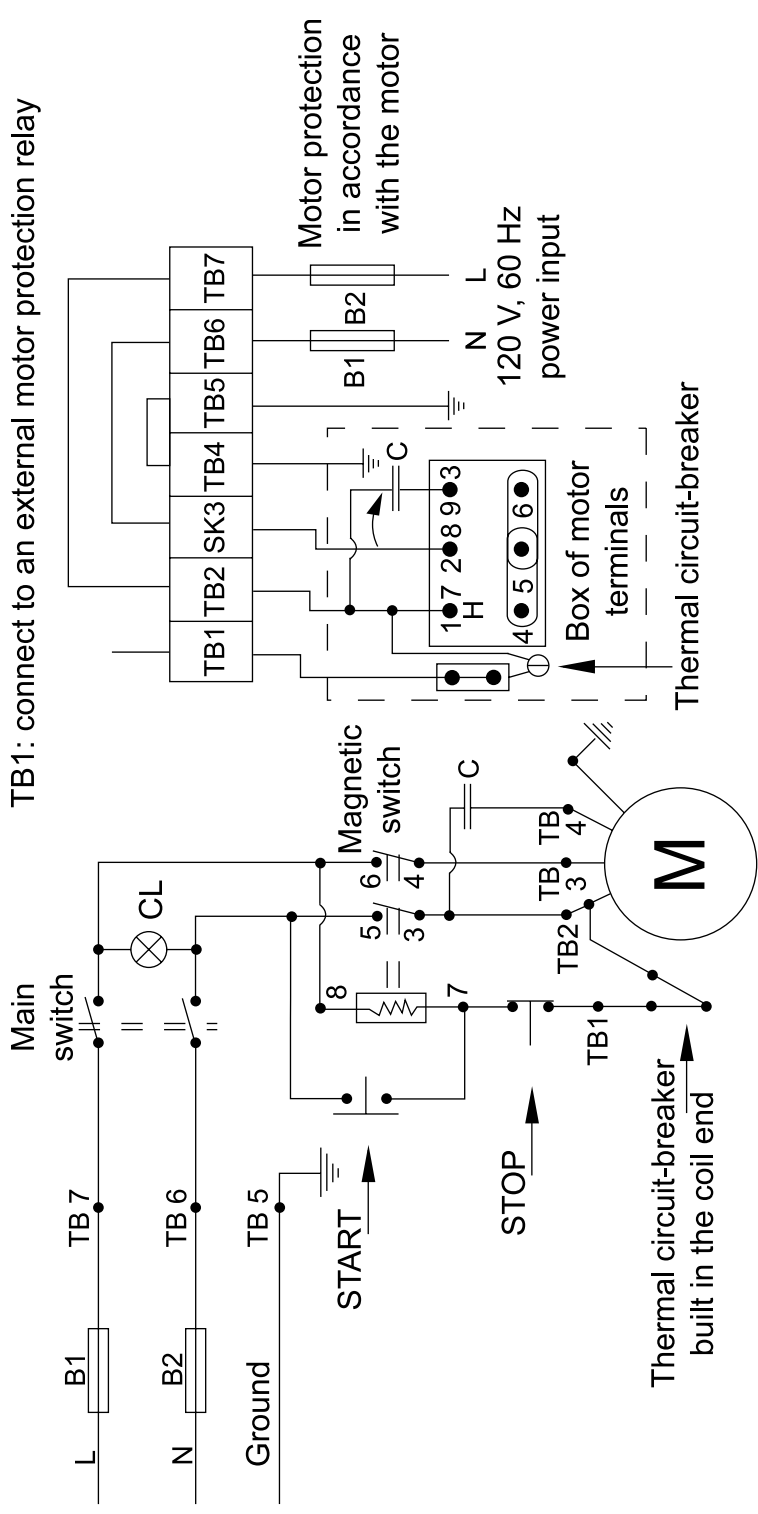 TB1: connect to an external motor protection relay
Main
switch
L
B1
TB 7
CL
N
B2
TB 6
Ground
TB 5
START
STOP
8
7
5
3
6
4
Magnetic
switch
C
TB1
TB2
TB
3
TB
4
M
Thermal circuit-breaker
built in the coil end
TB1
TB2
SK3
TB4
TB5
TB6
TB7
Motor protection
in accordance
with the motor
B1
B2
N
L
120 V, 60 Hz
power input
C
1 7
H
2 8
9 3
4
5
6
Box of motor
terminals
Thermal circuit-breaker